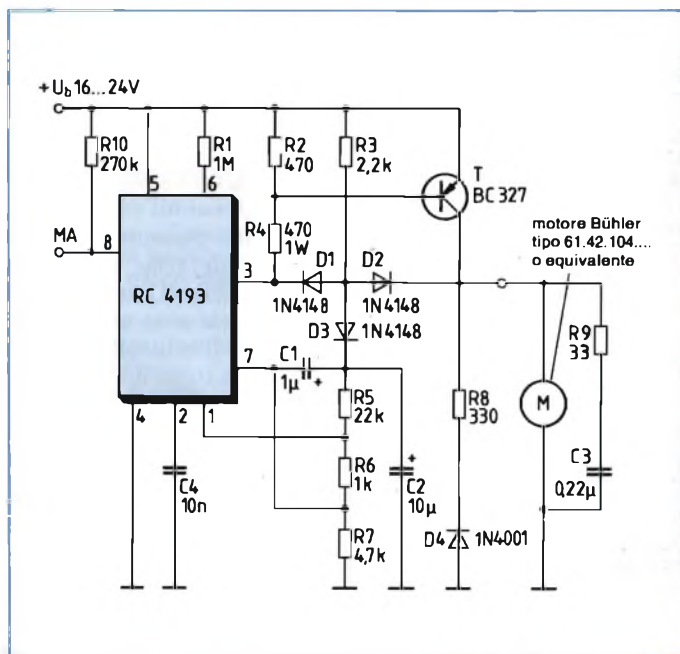 +Ub 16...24V
R10
270k
R1
1M
R2
470
R3
2,2k
T
BC 327
5
6
MA
8
R4
470
1W
motore Bühler
tipo 61.42.104....
o equivalente
RC 4193
3
D1
D2
1N4148
1N4148
D3
1N4148
R9
33
7
C1
1µ
+
M
R5
22k
R8
330
4
2
1
R6
1k
+
C2
10µ
C3
0,22µ
C4
10n
R7
4,7k
D4
1N4001